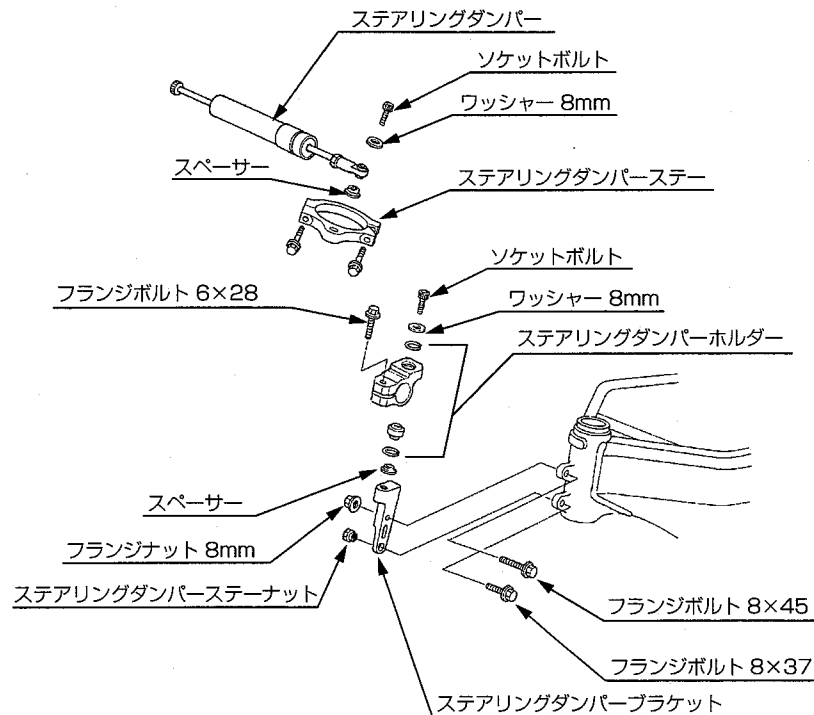 ステアリングダンパー
ソケットボルト
ワッシャー 8mm
スペーサー
ステアリングダンパーステー
ソケットボルト
フランジボルト 6×28
ワッシャー 8mm
ステアリングダンパーホルダー
スペーサー
フランジナット 8mm
ステアリングダンパーステーナット
フランジボルト 8×45
フランジボルト 8×37
ステアリングダンパーブラケット